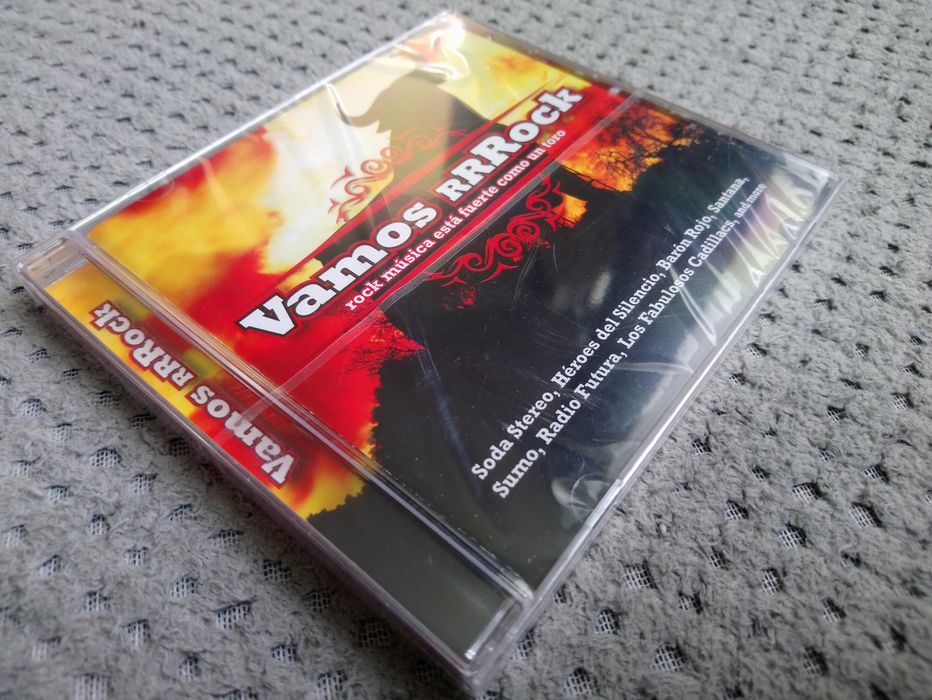 Vamos RRRock
rock música está fuerte como un toro
Soda Stereo, Héroes del Silencio, Barón Rojo, Santana,
Sumo, Radio Futura, Los Fabulosos Cadillacs, and more
Vamos RRRock